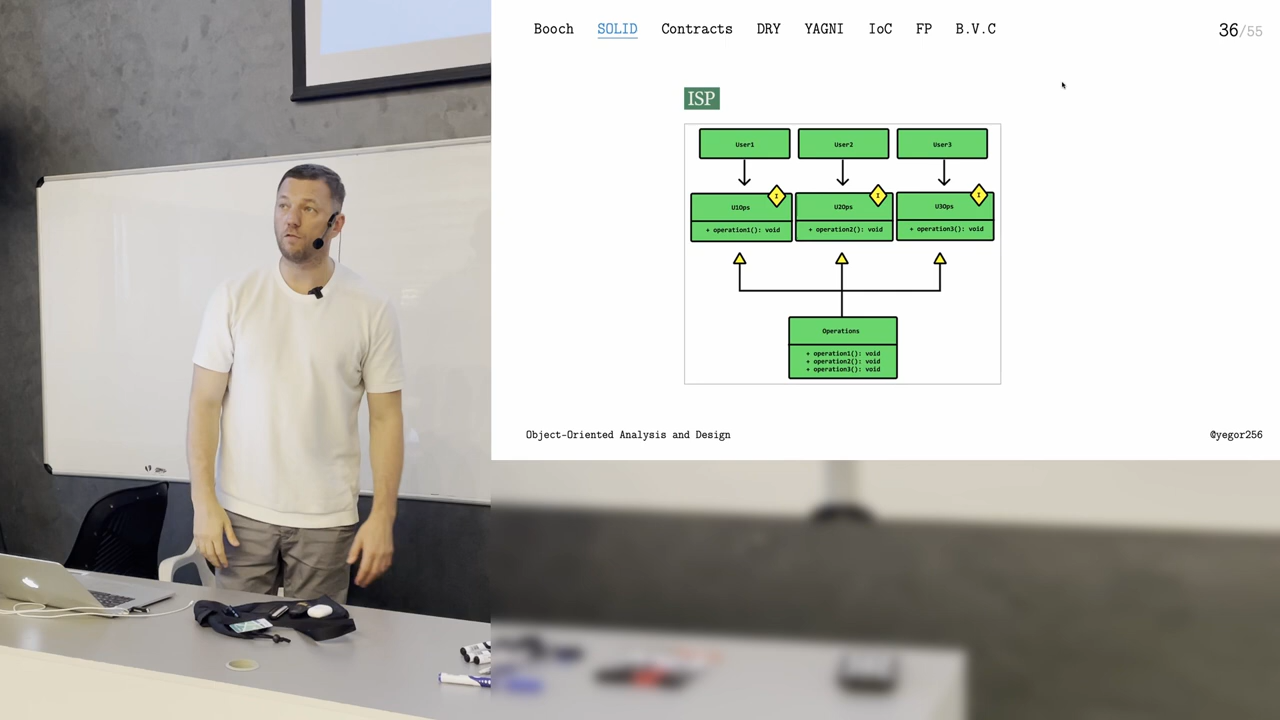 Booch SOLID Contracts DRY YAGNI IoC FP B.V.C 36/55
ISP
User1 User2 User3
I I I
U1Ops U2Ops U3Ops
+ operation1(): void + operation2(): void + operation3(): void
Operations
+ operation1(): void
+ operation2(): void
+ operation3(): void
Object-Oriented Analysis and Design @yegor256